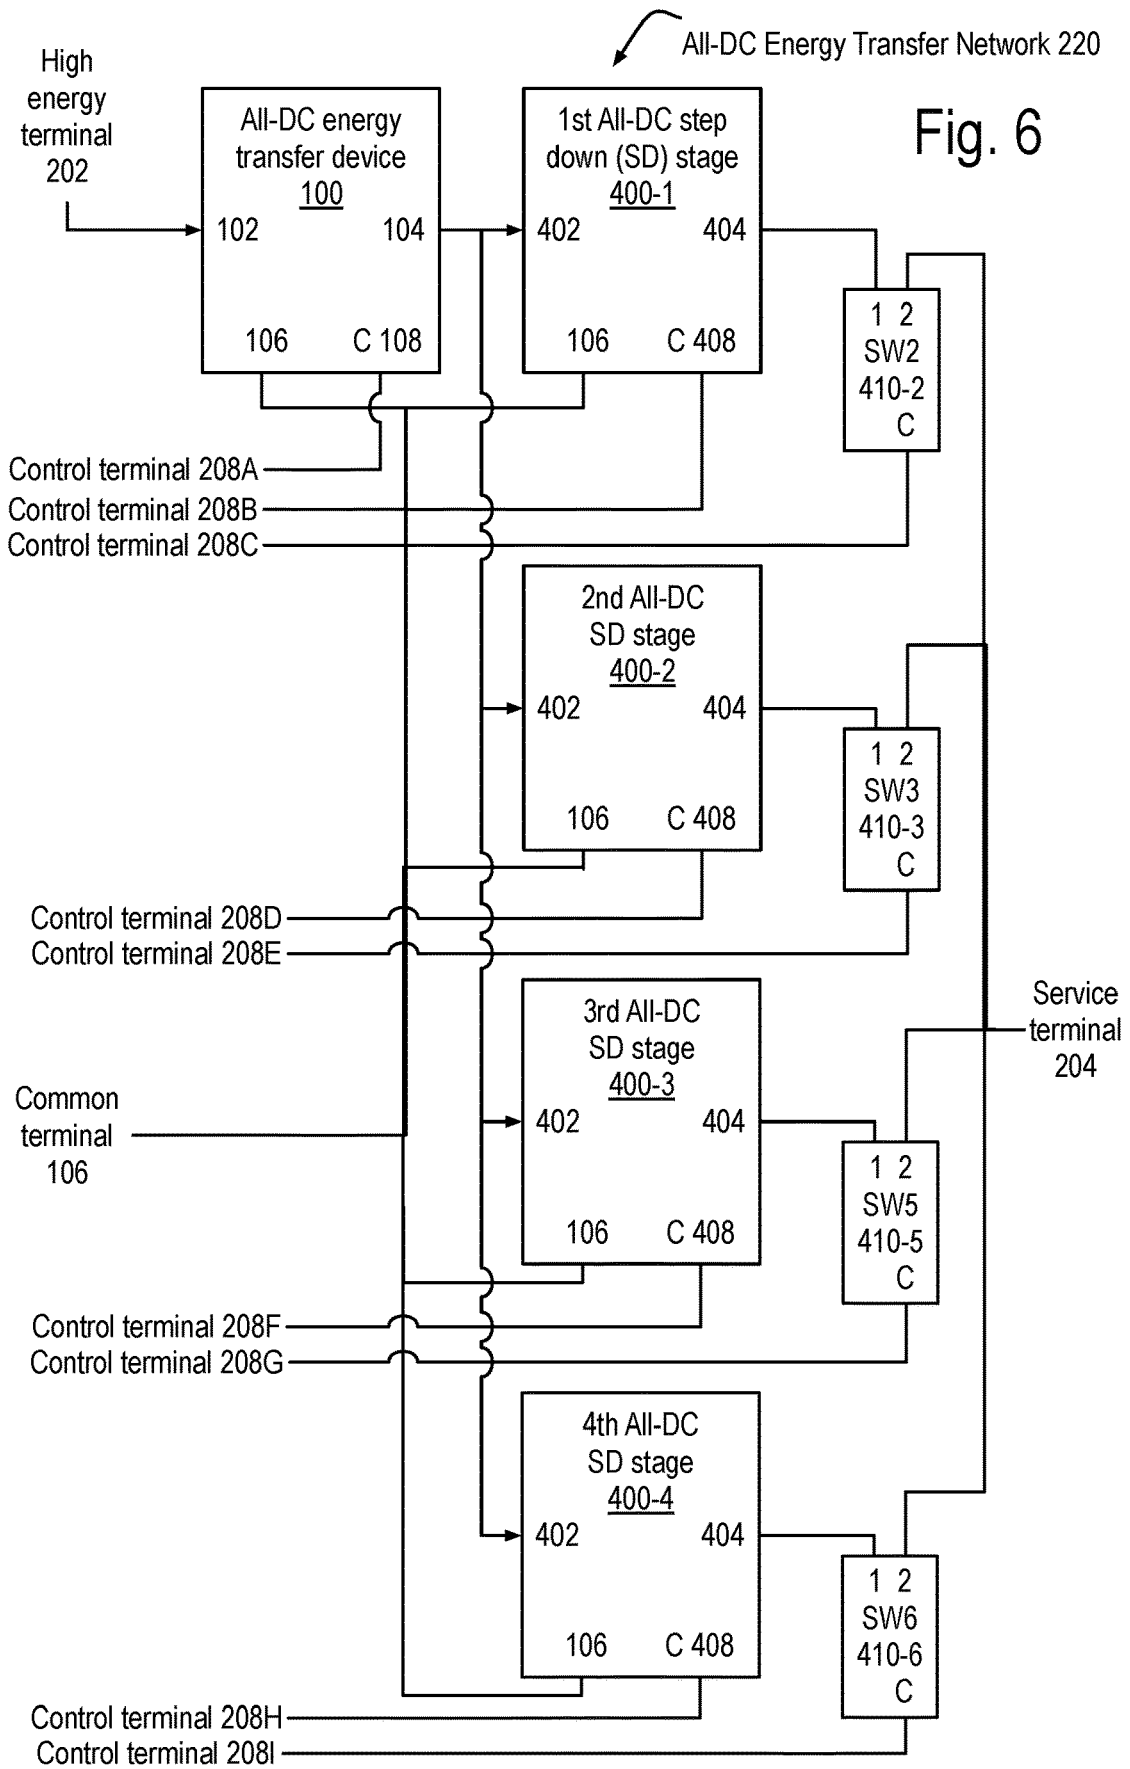 All-DC Energy Transfer Network 220
Fig. 6
High
energy
terminal
202
All-DC energy
transfer device
100
102 104
106 C 108
1st All-DC step
down (SD) stage
400-1
402 404
106 C 408
1 2
SW2
410-2
C
Control terminal 208A
Control terminal 208B
Control terminal 208C
2nd All-DC
SD stage
400-2
402 404
106 C 408
1 2
SW3
410-3
C
Control terminal 208D
Control terminal 208E
Service
terminal
204
3rd All-DC
SD stage
400-3
402 404
106 C 408
Common
terminal
106
1 2
SW5
410-5
C
Control terminal 208F
Control terminal 208G
4th All-DC
SD stage
400-4
402 404
106 C 408
1 2
SW6
410-6
C
Control terminal 208H
Control terminal 208I